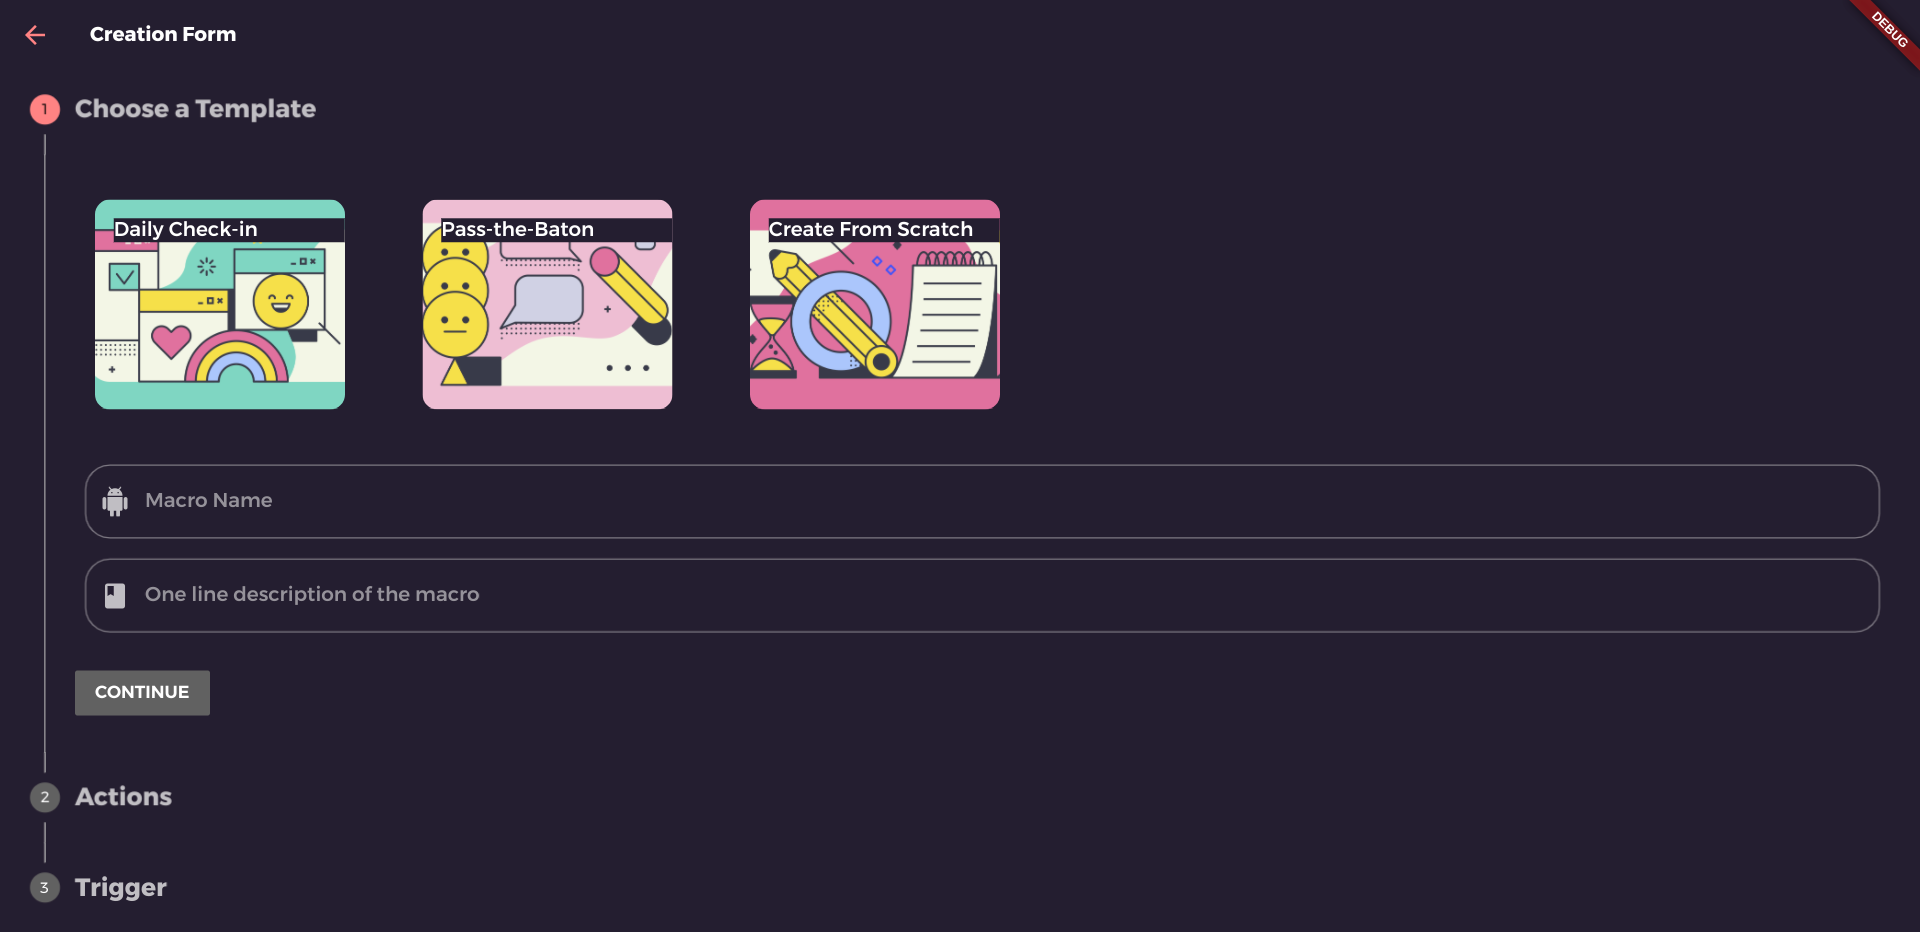 Creation Form
DEBUG
1
Choose a Template
Daily Check-in
Pass-the-Baton
Create From Scratch
Macro Name
One line description of the macro
CONTINUE
2
Actions
3
Trigger